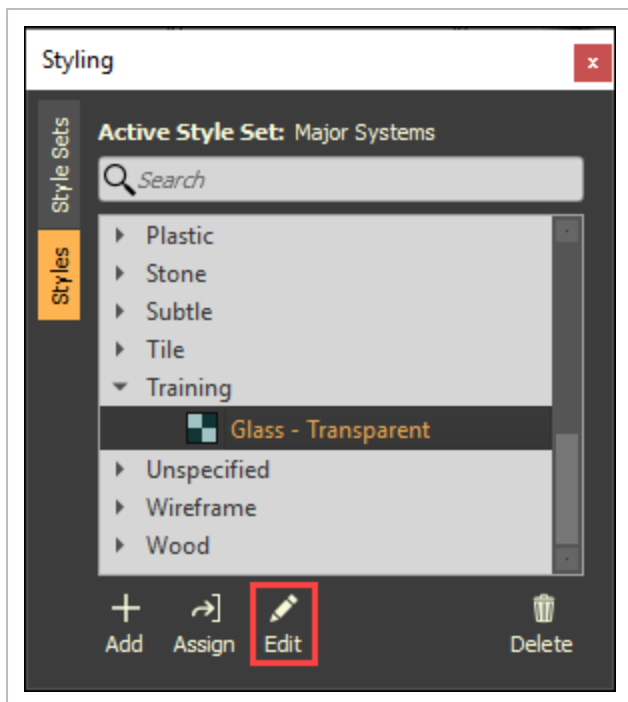 Styling
x
Style Sets
Styles
Active Style Set: Major Systems
Search
Plastic
Stone
Subtle
Tile
Training
Glass - Transparent
Unspecified
Wireframe
Wood
Add Assign Edit Delete